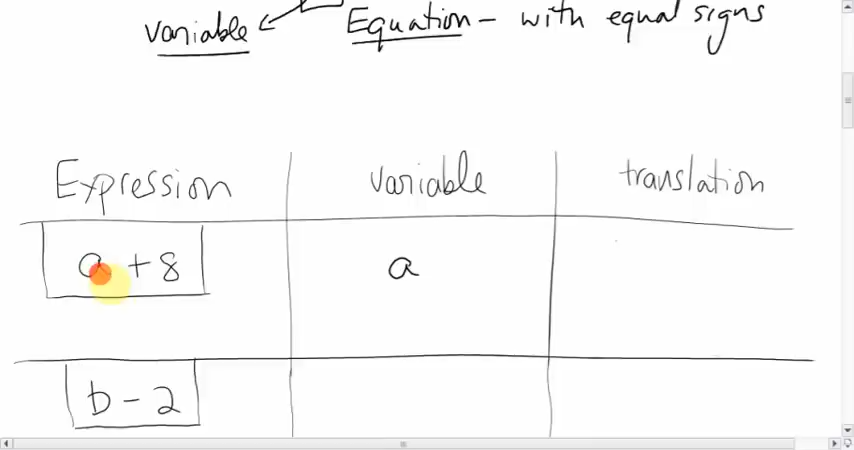 variable Equation - with equal signs
Expression variable translation
a + 8 a
b - 2